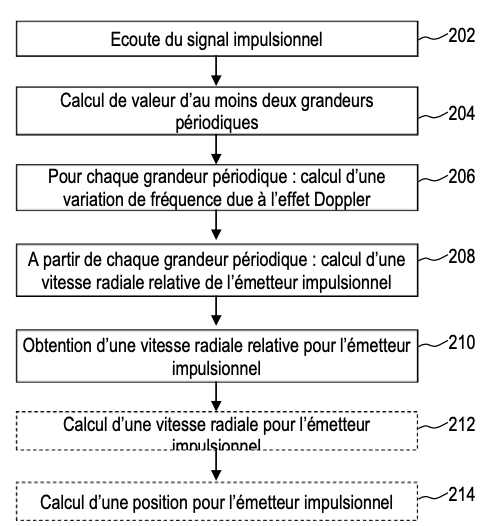 Ecoute du signal impulsionnel
202
Calcul de valeur d'au moins deux grandeurs
périodiques
204
Pour chaque grandeur périodique : calcul d'une
variation de fréquence due à l'effet Doppler
206
A partir de chaque grandeur périodique : calcul d'une
vitesse radiale relative de l'émetteur impulsionnel
208
Obtention d'une vitesse radiale relative pour l'émetteur
impulsionnel
210
Calcul d'une vitesse radiale pour l'émetteur
impulsionnel
212
Calcul d'une position pour l'émetteur impulsionnel
214